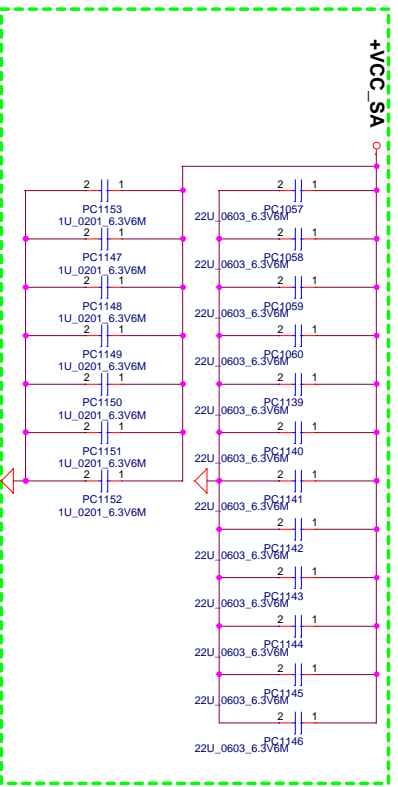 +VCC_SA
2 1
PC1153
1U_0201_6.3V6M
2 1
PC1147
1U_0201_6.3V6M
2 1
PC1148
1U_0201_6.3V6M
2 1
PC1149
1U_0201_6.3V6M
2 1
PC1150
1U_0201_6.3V6M
2 1
PC1151
1U_0201_6.3V6M
2 1
PC1152
1U_0201_6.3V6M
2 1
PC1057
22U_0603_6.3V6M
2 1
PC1058
22U_0603_6.3V6M
2 1
PC1059
22U_0603_6.3V6M
2 1
PC1060
22U_0603_6.3V6M
2 1
PC1139
22U_0603_6.3V6M
2 1
PC1140
22U_0603_6.3V6M
2 1
PC1141
22U_0603_6.3V6M
2 1
PC1142
22U_0603_6.3V6M
2 1
PC1143
22U_0603_6.3V6M
2 1
PC1144
22U_0603_6.3V6M
2 1
PC1145
22U_0603_6.3V6M
2 1
PC1146
22U_0603_6.3V6M